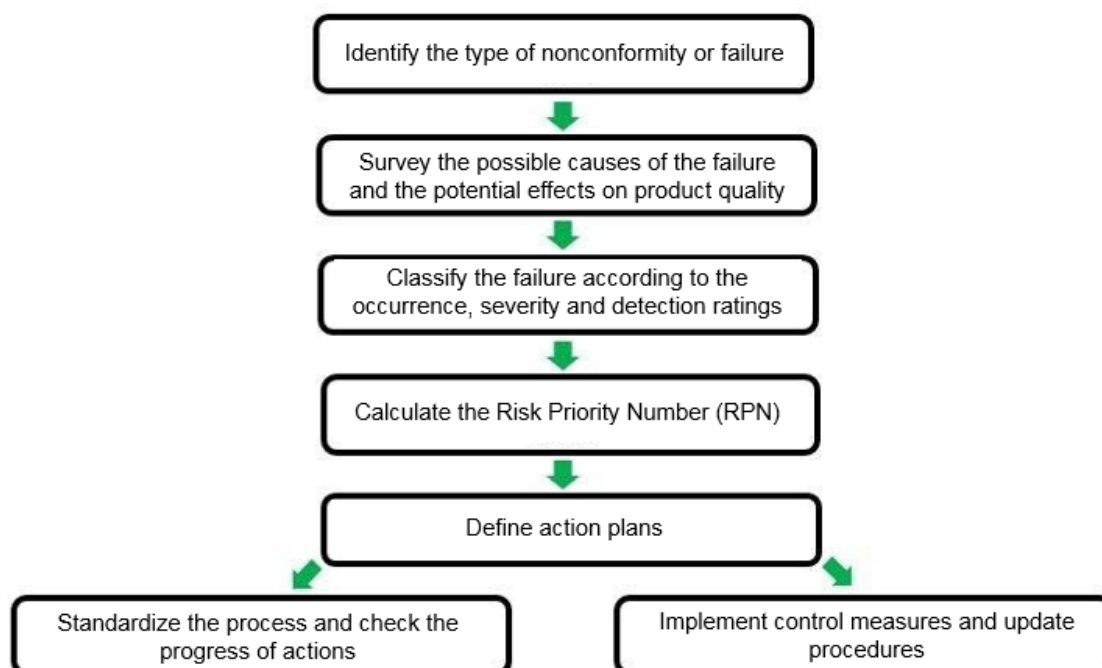 Identify the type of nonconformity or failure
Survey the possible causes of the failure
and the potential effects on product quality
Classify the failure according to the
occurrence, severity and detection ratings
Calculate the Risk Priority Number (RPN)
Define action plans
Standardize the process and check the
progress of actions
Implement control measures and update
procedures